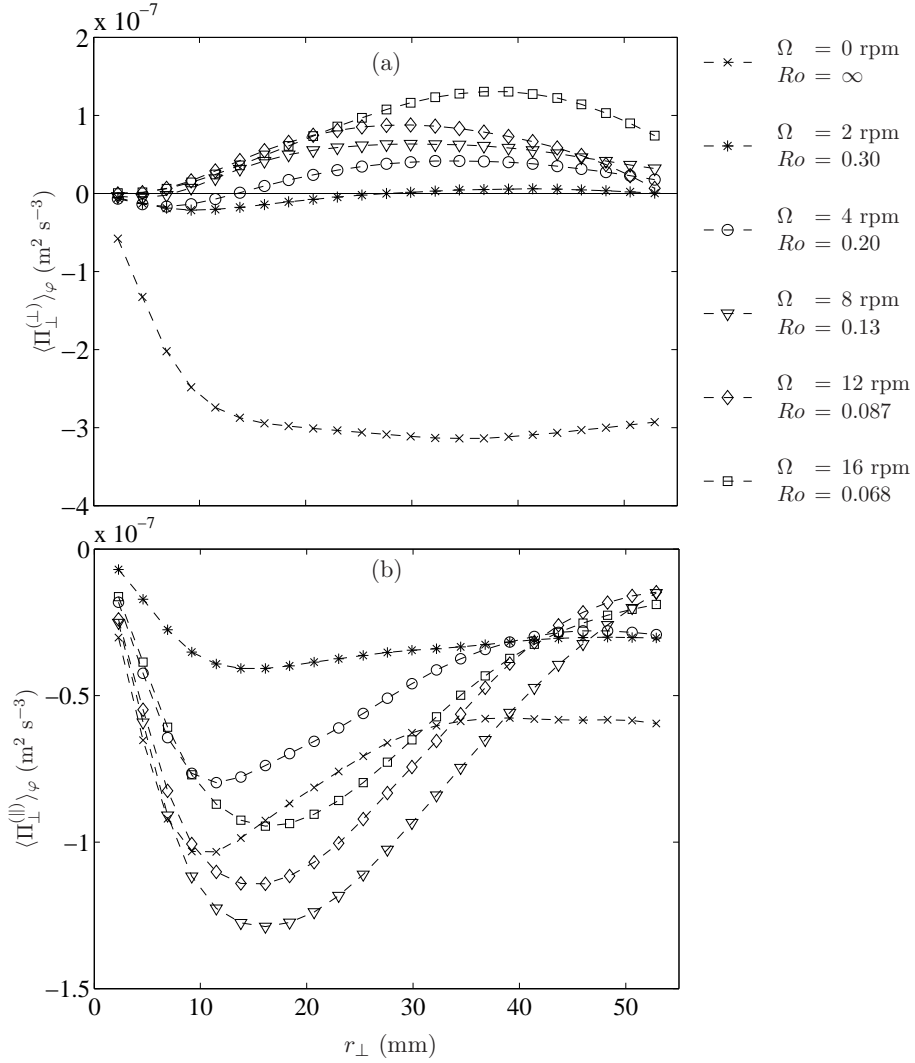 x 10⁻⁷
2
1
0
−1
−2
−3
−4
(a)
⟨Π⊥^(⊥)⟩φ (m² s⁻³)
Ω = 0 rpm
Ro = ∞
Ω = 2 rpm
Ro = 0.30
Ω = 4 rpm
Ro = 0.20
Ω = 8 rpm
Ro = 0.13
Ω = 12 rpm
Ro = 0.087
Ω = 16 rpm
Ro = 0.068
x 10⁻⁷
0
−0.5
−1
−1.5
(b)
⟨Π⊥^(||)⟩φ (m² s⁻³)
0 10 20 30 40 50
r⊥ (mm)